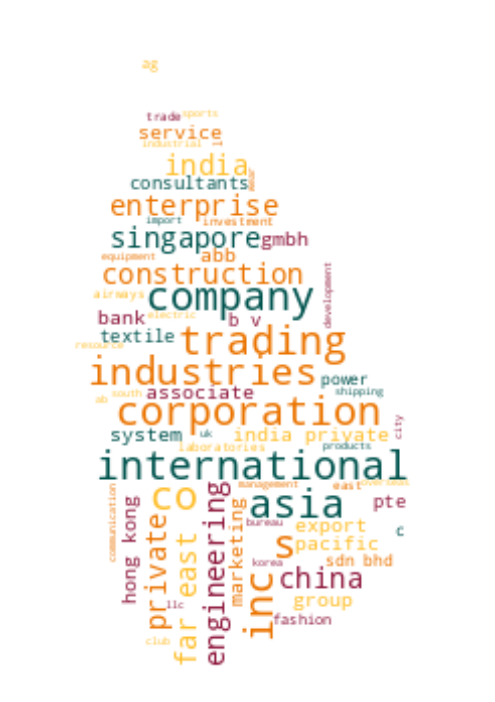 ag
trade sports
service
industrial
india
consultants
enterprise
import investment
singapore gmbh
abb
equipment
construction
development
airways company
bank electric b v
textile trading
resource
industries power
ab south associate shipping
corporation
city
system uk india private
laboratories products
international
management east overseas
communication hong kong private co far east engineering marketing asia pte
bureau export c
s pacific
korea sdn bhd
inc china
llc group
fashion
club